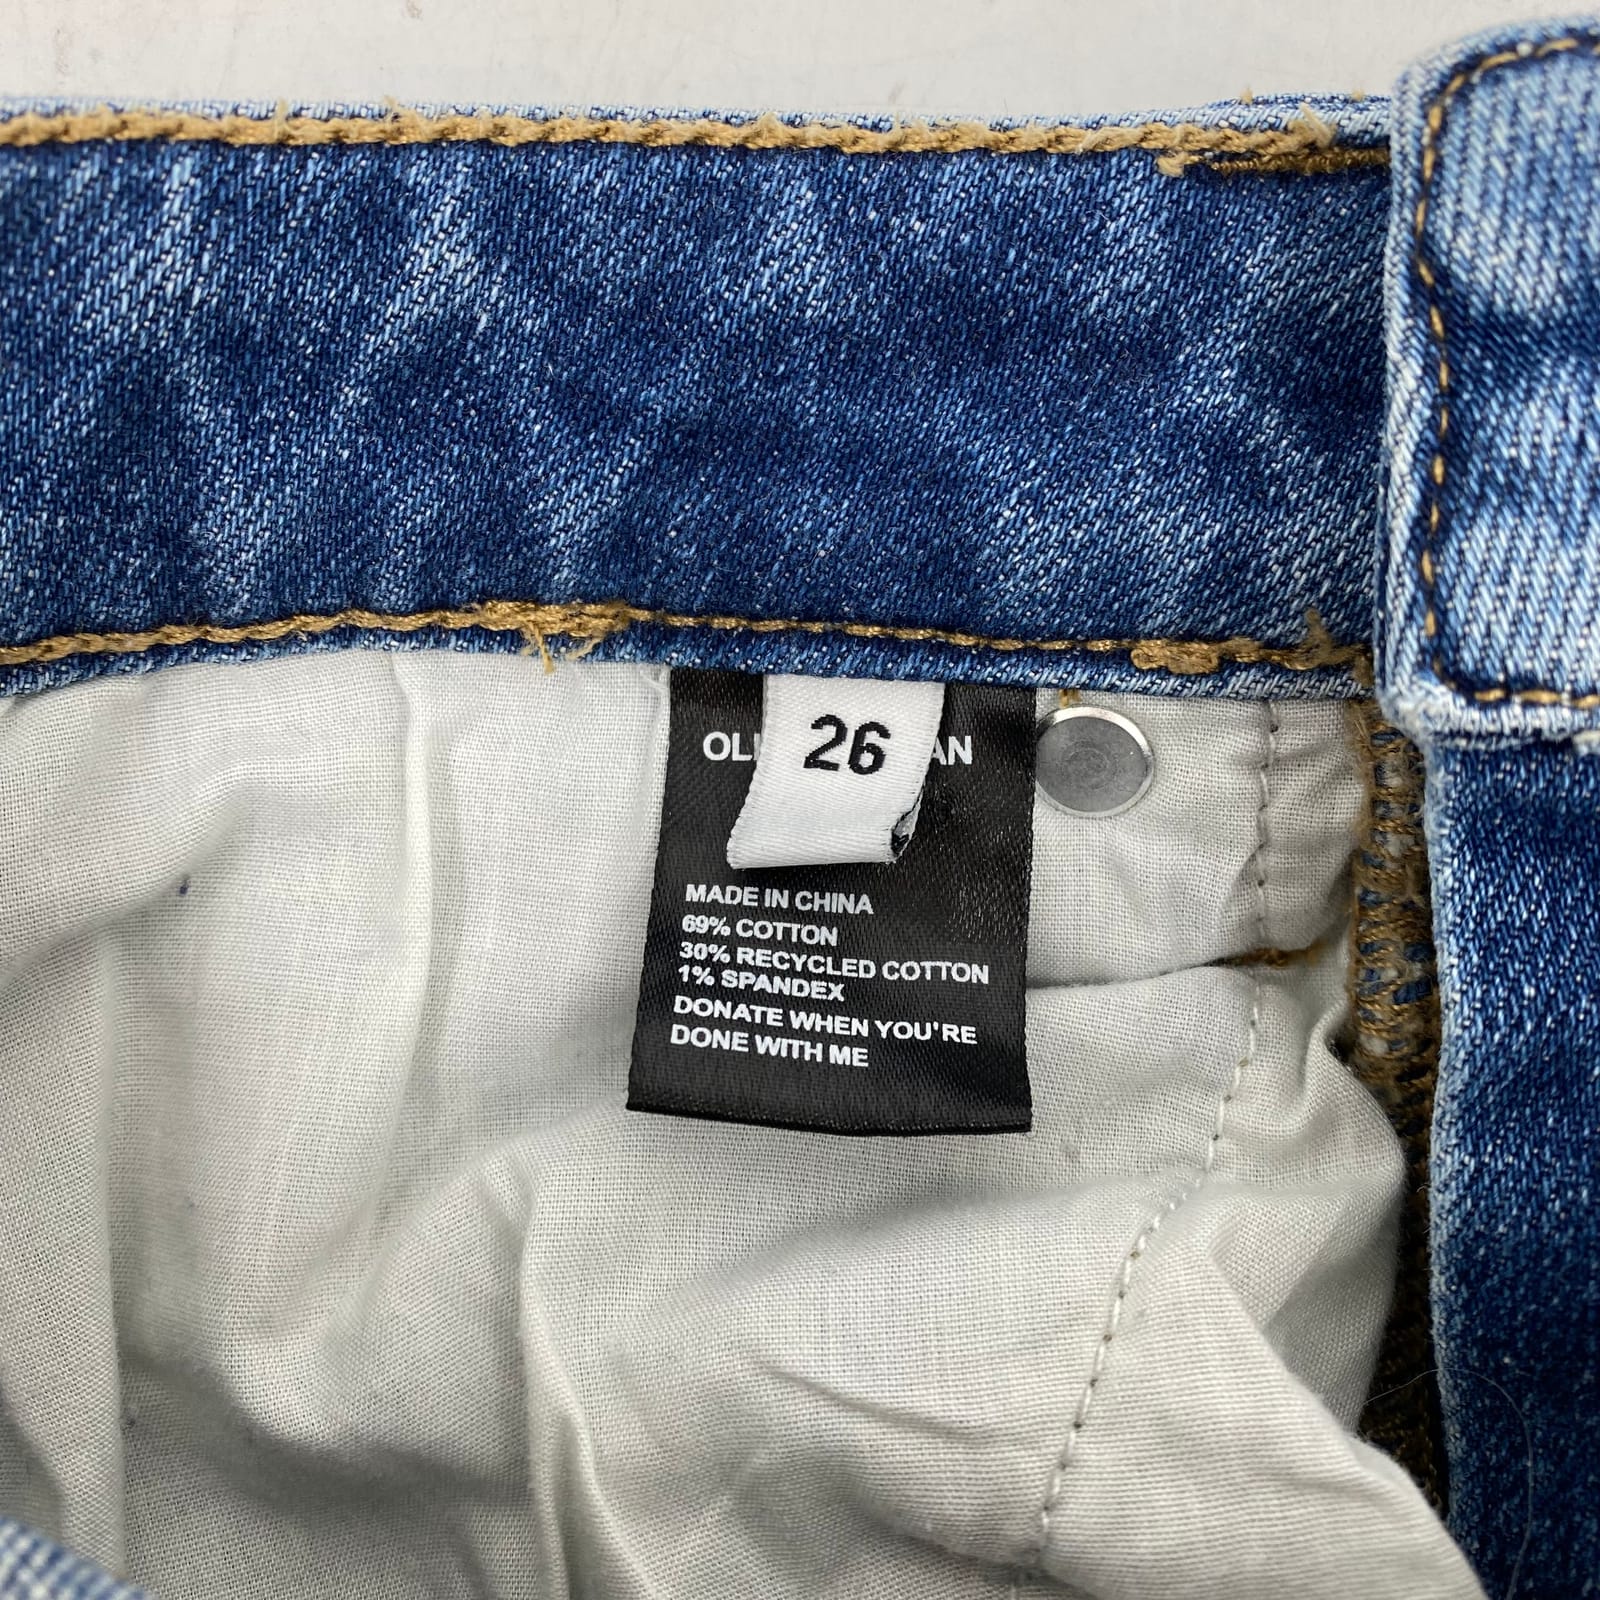 26
MADE IN CHINA
69% COTTON
30% RECYCLED COTTON
1% SPANDEX
DONATE WHEN YOU'RE
DONE WITH ME